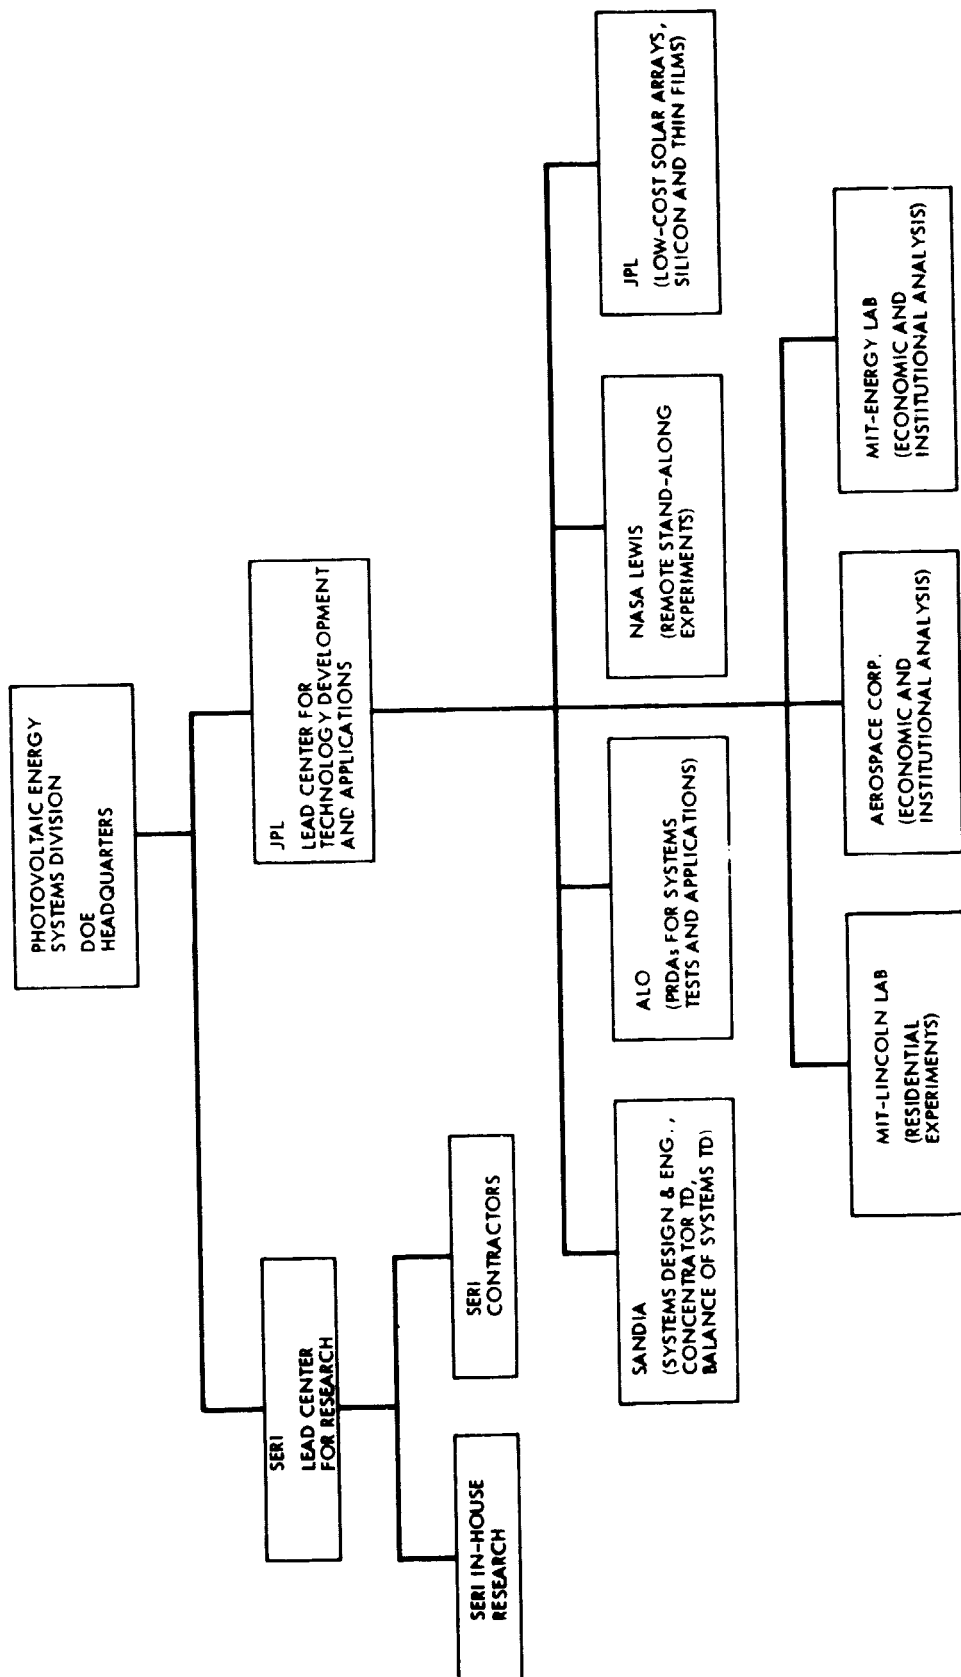 PHOTOVOLTAIC ENERGY
SYSTEMS DIVISION
DOE
HEADQUARTERS
SERI
LEAD CENTER
FOR RESEARCH
JPL
LEAD CENTER FOR
TECHNOLOGY DEVELOPMENT
AND APPLICATIONS
SERI IN-HOUSE
RESEARCH
SERI
CONTRACTORS
SANDIA
(SYSTEMS DESIGN & ENG.,
CONCENTRATOR TD,
BALANCE OF SYSTEMS TD)
ALO
(PRDAs FOR SYSTEMS
TESTS AND APPLICATIONS)
NASA LEWIS
(REMOTE STAND-ALONG
EXPERIMENTS)
JPL
(LOW-COST SOLAR ARRAYS,
SILICON AND THIN FILMS)
MIT-LINCOLN LAB
(RESIDENTIAL
EXPERIMENTS)
AEROSPACE CORP.
(ECONOMIC AND
INSTITUTIONAL ANALYSIS)
MIT-ENERGY LAB
(ECONOMIC AND
INSTITUTIONAL ANALYSIS)